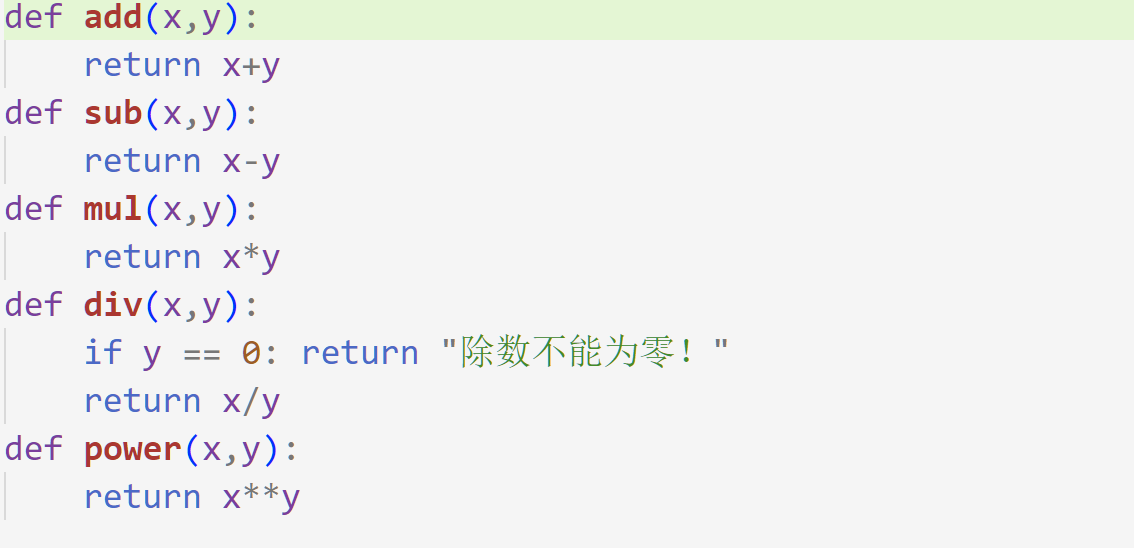 def add(x,y):
    return x+y
def sub(x,y):
    return x-y
def mul(x,y):
    return x*y
def div(x,y):
    if y == 0: return "除数不能为零！"
    return x/y
def power(x,y):
    return x**y